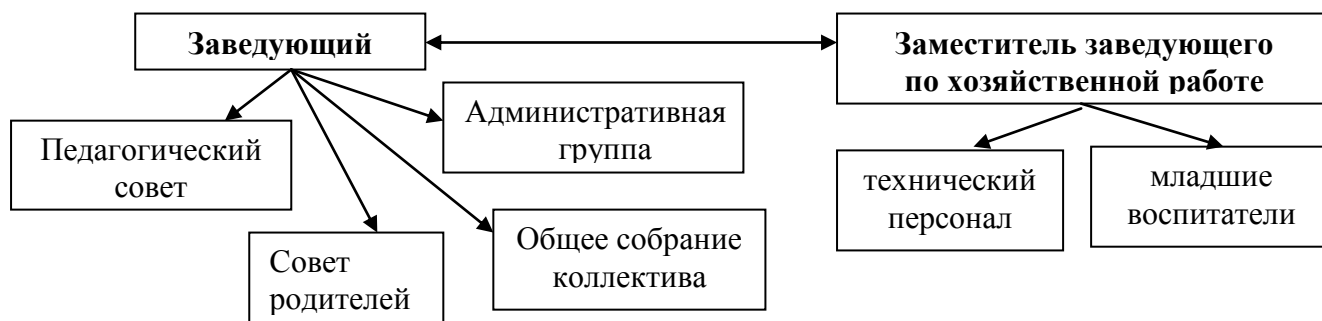 Заведующий
Заместитель заведующего
по хозяйственной работе
Административная
группа
Педагогический
совет
технический
персонал
младшие
воспитатели
Общее собрание
коллектива
Совет
родителей